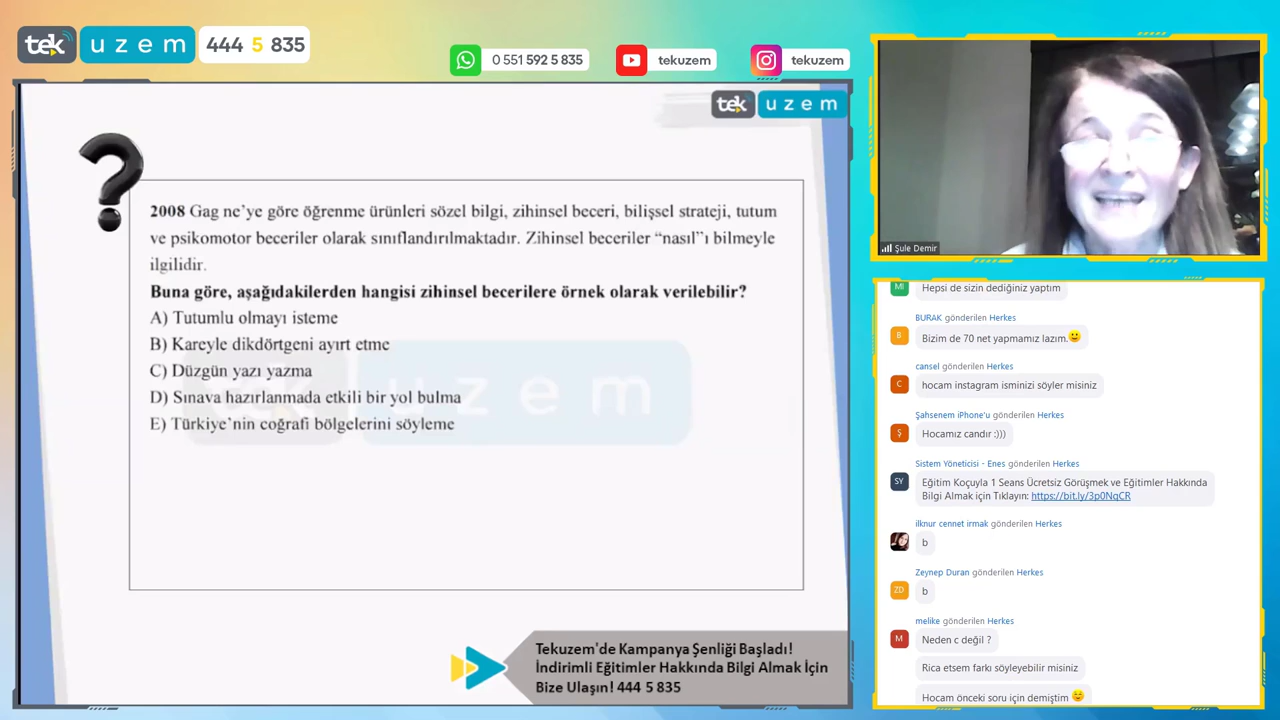 tek uzem 444 5 835
0 551 592 5 835
tekuzem
tekuzem
tek uzem
?
2008 Gag ne'ye göre öğrenme ürünleri sözel bilgi, zihinsel beceri, bilişsel strateji, tutum
ve psikomotor beceriler olarak sınıflandırılmaktadır. Zihinsel beceriler “nasıl”ı bilmeyle
ilgilidir.
Buna göre, aşağıdakilerden hangisi zihinsel becerilere örnek olarak verilebilir?
A) Tutumlu olmayı isteme
B) Kareyle dikdörtgeni ayırt etme
C) Düzgün yazı yazma
D) Sınava hazırlanmada etkili bir yol bulma
E) Türkiye'nin coğrafi bölgelerini söyleme
tek uzem
Tekuzem'de Kampanya Şenliği Başladı!
İndirimli Eğitimler Hakkında Bilgi Almak İçin
Bize Ulaşın! 444 5 835
Şule Demir
MI
Hepsi de sizin dediğiniz yaptım
BURAK gönderilen Herkes
B
Bizim de 70 net yapmamız lazım.🙂
cansel gönderilen Herkes
C
hocam instagram isminizi söyler misiniz
Şahsenem iPhone'u gönderilen Herkes
Ş
Hocamız candır :)))
Sistem Yöneticisi - Enes gönderilen Herkes
SY
Eğitim Koçuyla 1 Seans Ücretsiz Görüşmek ve Eğitimler Hakkında
Bilgi Almak için Tıklayın: https://bit.ly/3p0NqCR
ilknur cennet irmak gönderilen Herkes
b
Zeynep Duran gönderilen Herkes
ZD
b
melike gönderilen Herkes
M
Neden c değil ?
Rica etsem farkı söyleyebilir misiniz
Hocam önceki soru için demiştim 😊